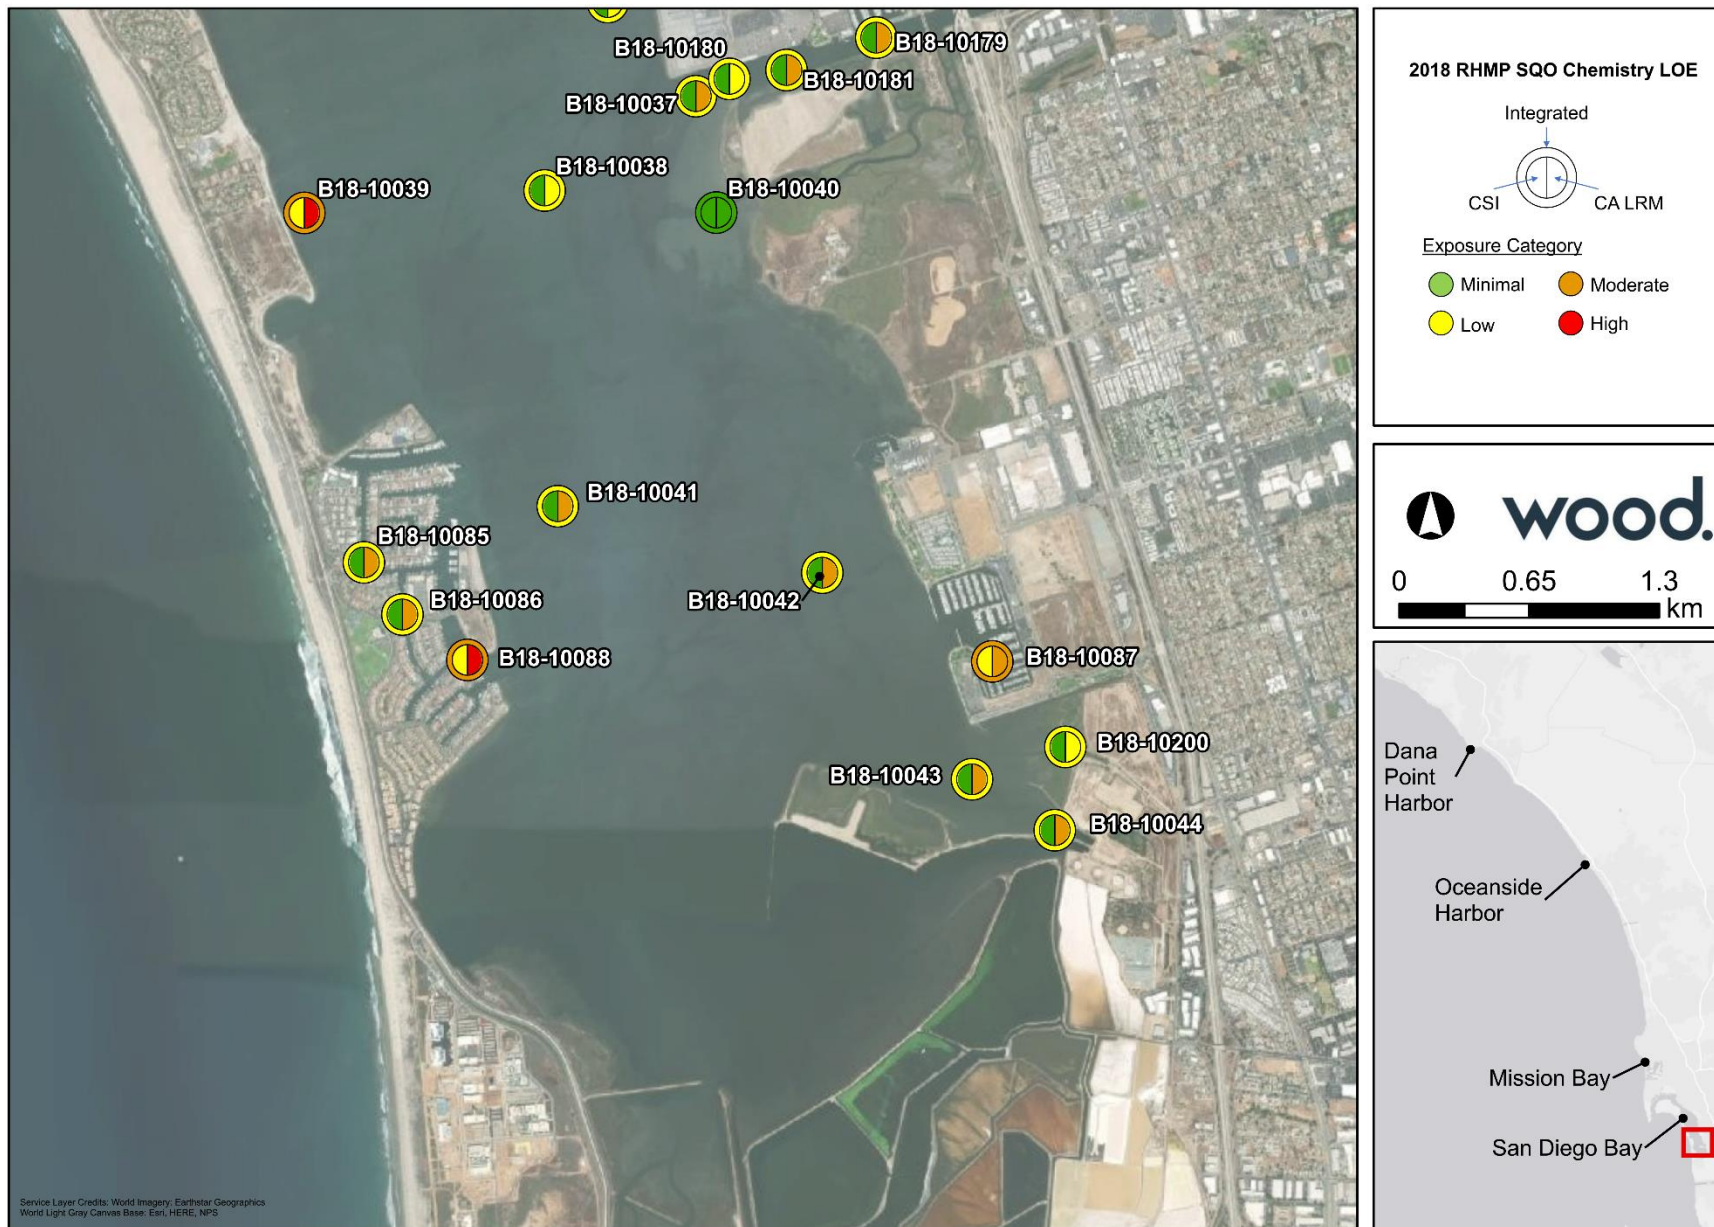 B18-10180
B18-10179
B18-10181
B18-10037
B18-10038
B18-10039
B18-10040
B18-10041
B18-10085
B18-10042
B18-10086
B18-10088
B18-10087
B18-10200
B18-10043
B18-10044
Service Layer Credits: World Imagery: Earthstar Geographics
World Light Gray Canvas Base: Esri, HERE, NPS
2018 RHMP SQO Chemistry LOE
Integrated
CSI
CA LRM
Exposure Category
Minimal
Moderate
Low
High
wood.
0 0.65 1.3
km
Dana
Point
Harbor
Oceanside
Harbor
Mission Bay
San Diego Bay